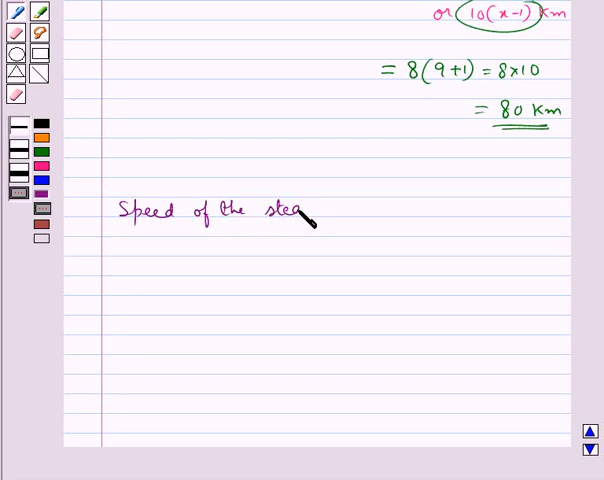 or 10(x-1) km
= 8(9+1) = 8×10
= 80 km
Speed of the stea